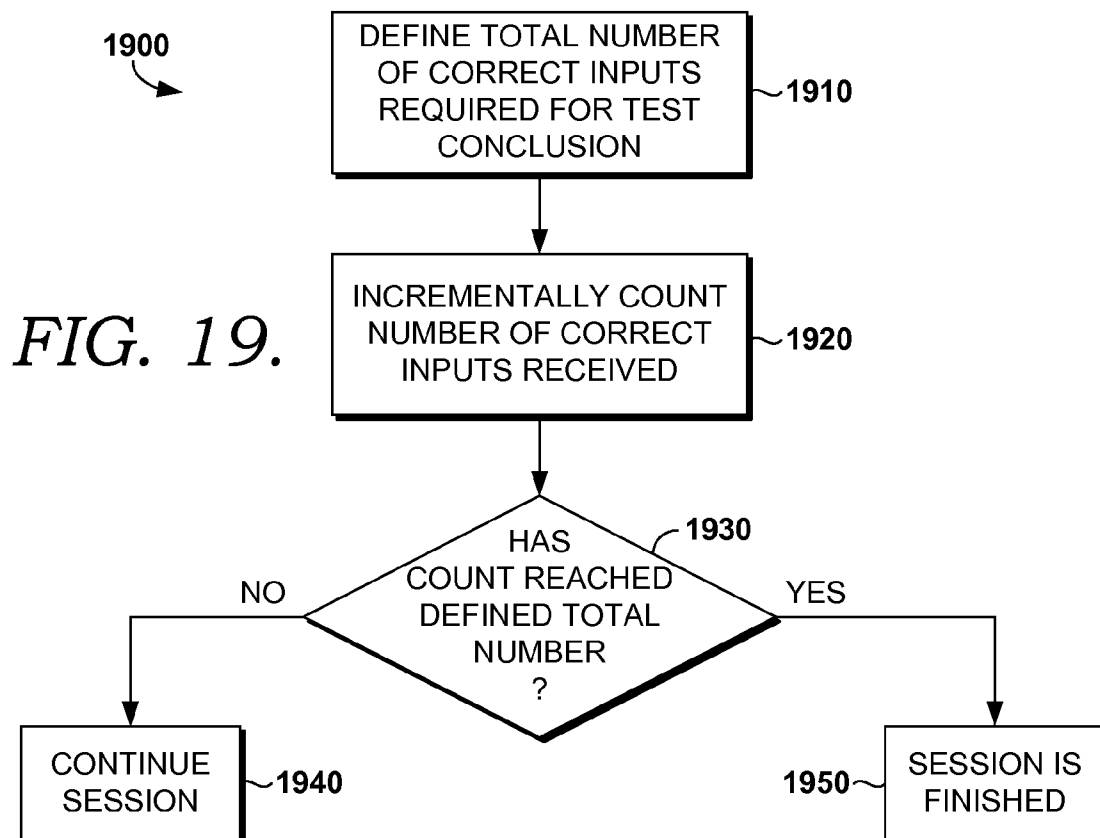 1900
DEFINE TOTAL NUMBER
OF CORRECT INPUTS
REQUIRED FOR TEST
CONCLUSION
1910
INCREMENTALLY COUNT
NUMBER OF CORRECT
INPUTS RECEIVED
1920
FIG. 19.
HAS
COUNT REACHED
DEFINED TOTAL
NUMBER
?
1930
NO
YES
CONTINUE
SESSION
1940
1950
SESSION IS
FINISHED